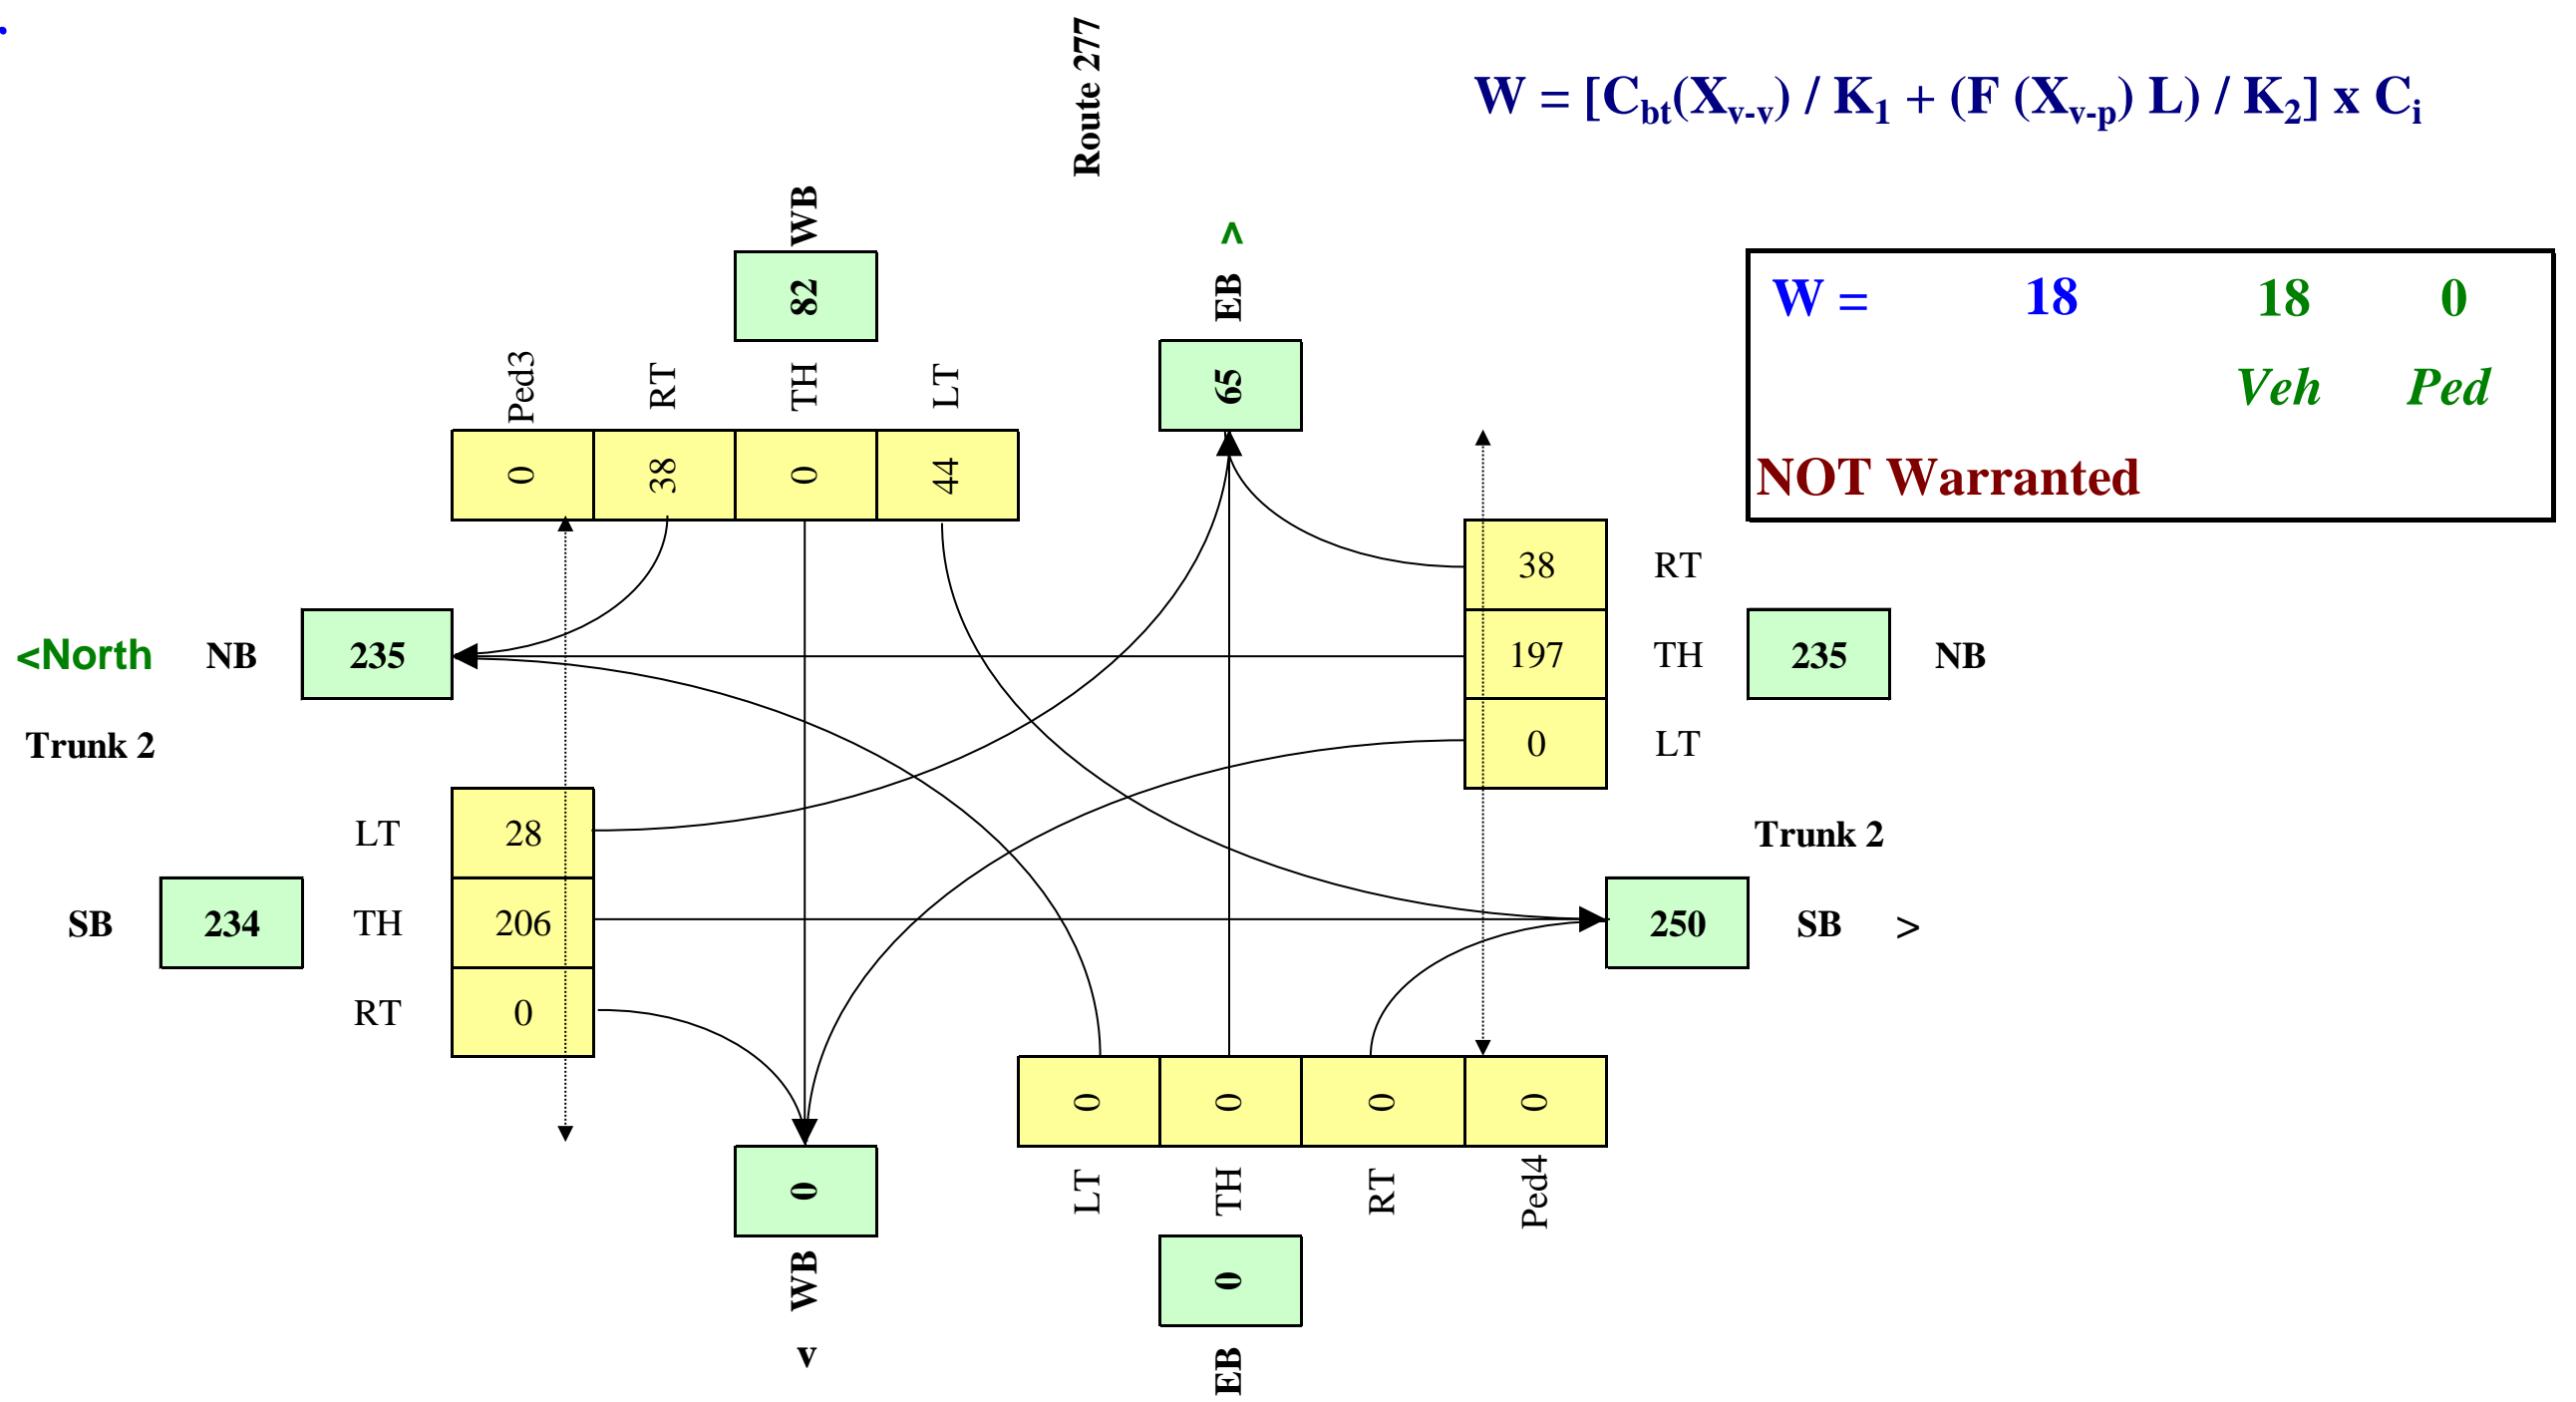 .
Route 277
W = [Cbt(Xv-v) / K1 + (F (Xv-p) L) / K2] x Ci
WB
82
^
EB
65
W = 18 18 0
Veh Ped
NOT Warranted
Ped3 RT TH LT
0 38 0 44
38 RT
<North NB 235
197 TH 235 NB
0 LT
Trunk 2
Trunk 2
LT 28
SB 234 TH 206
250 SB >
RT 0
0 0 0 0
LT TH RT Ped4
0
WB
v
0
EB